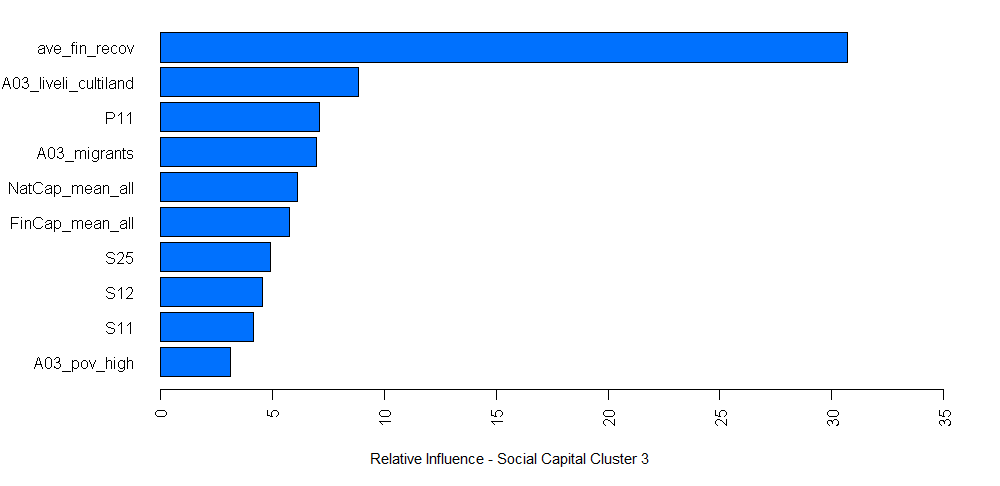 ave_fin_recov
A03_liveli_cultiland
P11
A03_migrants
NatCap_mean_all
FinCap_mean_all
S25
S12
S11
A03_pov_high
0
5
10
15
20
25
30
35
Relative Influence - Social Capital Cluster 3